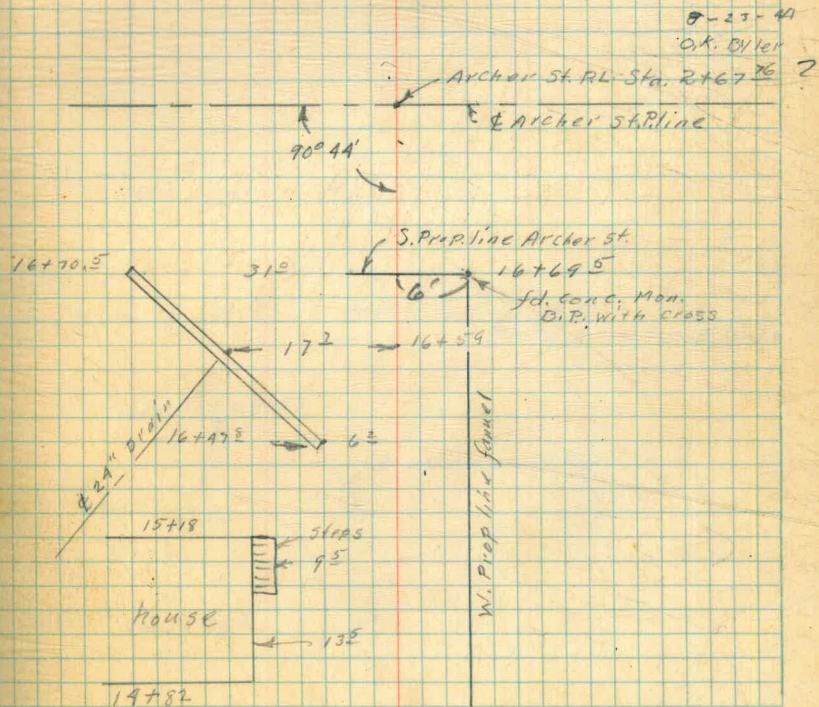 8-23-44
O.K. Byler
2
Archer St. P.L. Sta. 2+67 76
℄ Archer St. P.line
90° 44'
S. Prop. line Archer St.
16+70.5
31 0
16+69 5
6'
fd. conc. Mon.
B.P. with cross
17 2
16+59
16+47 8
6 2
℄ 24" Drain
W. Prop line Fannel
15+18
steps
9 5
house
13 5
14+82